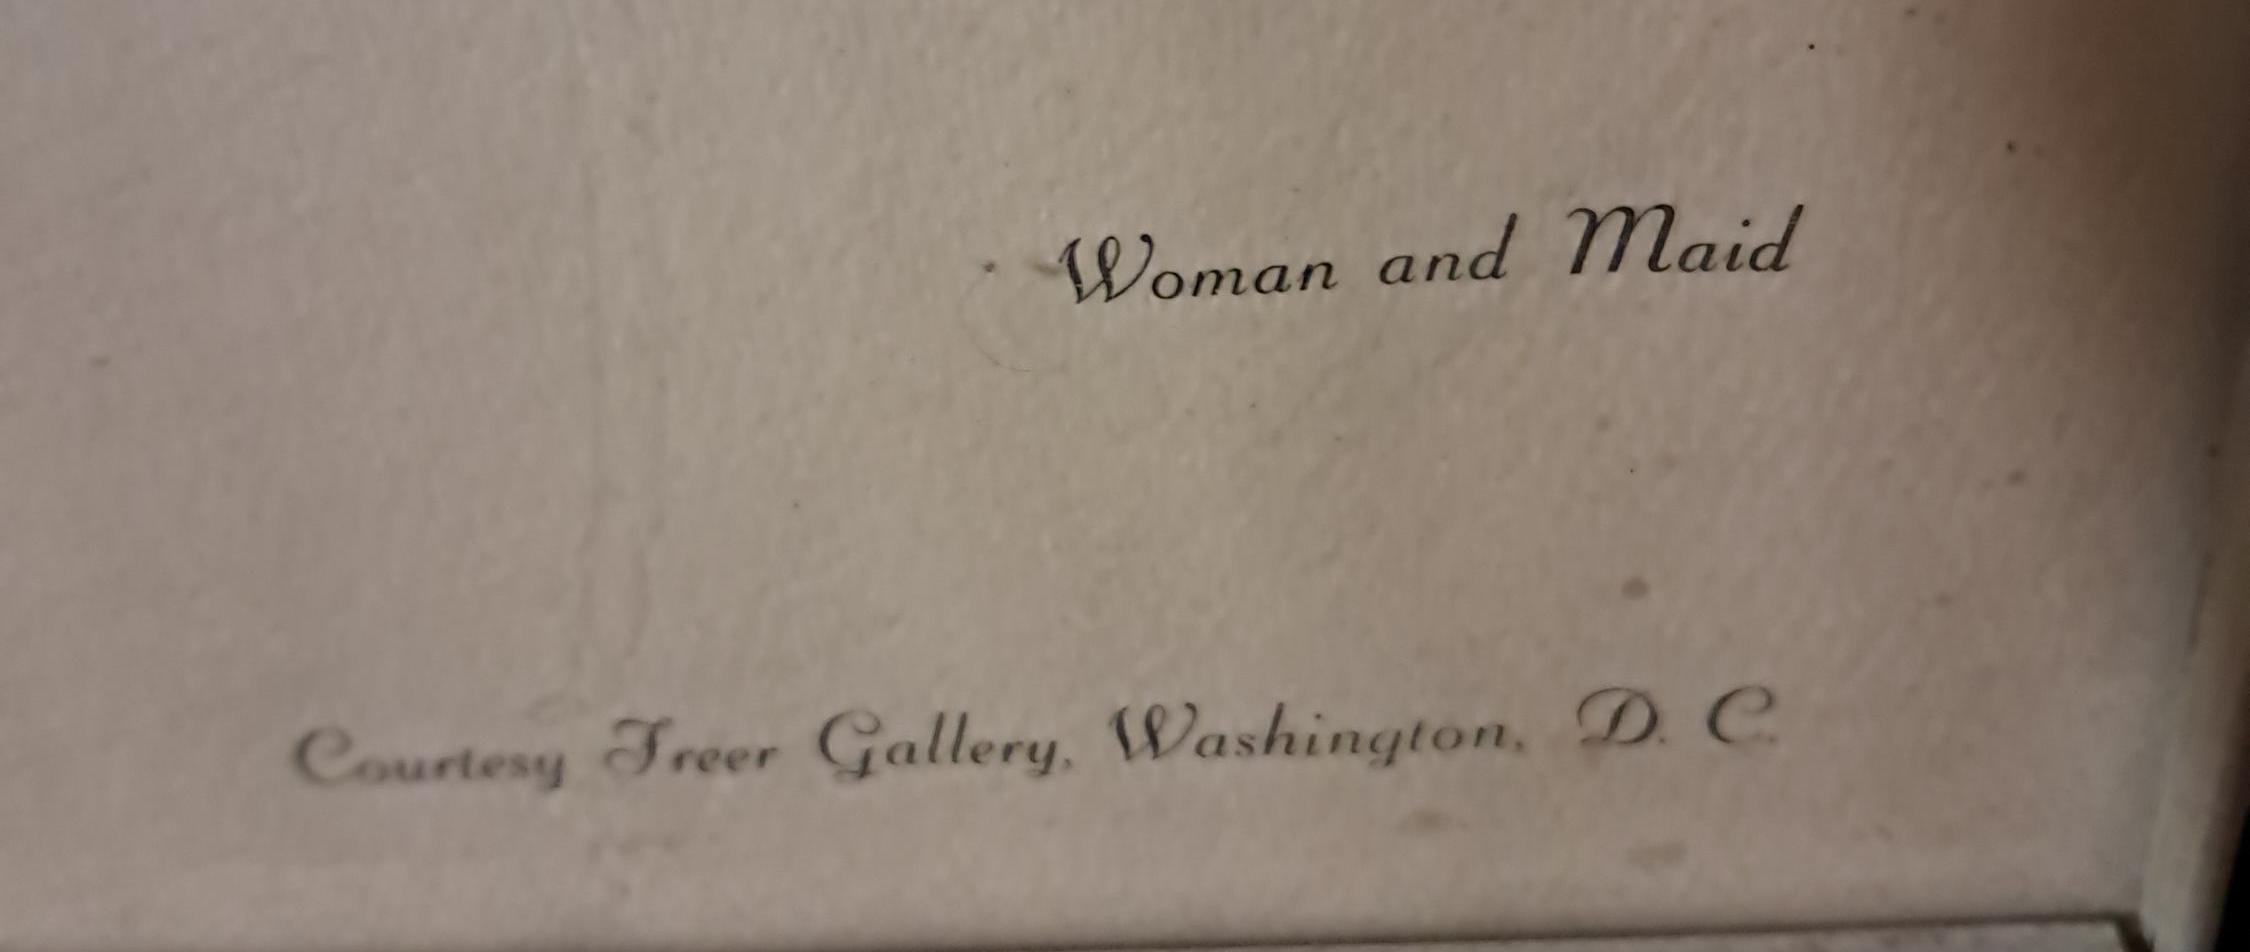 Woman and Maid
Courtesy Freer Gallery, Washington, D. C.